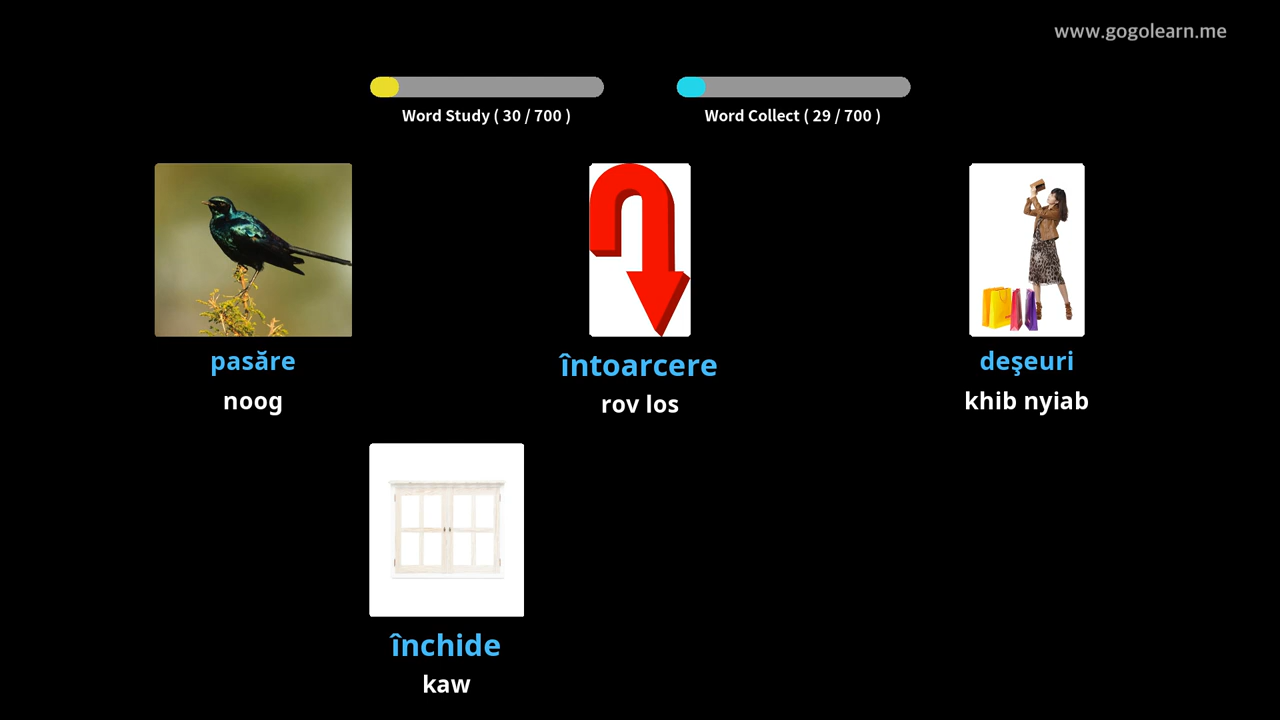 www.gogolearn.me
Word Study ( 30 / 700 )
Word Collect ( 29 / 700 )
pasăre
noog
întoarcere
rov los
deşeuri
khib nyiab
închide
kaw